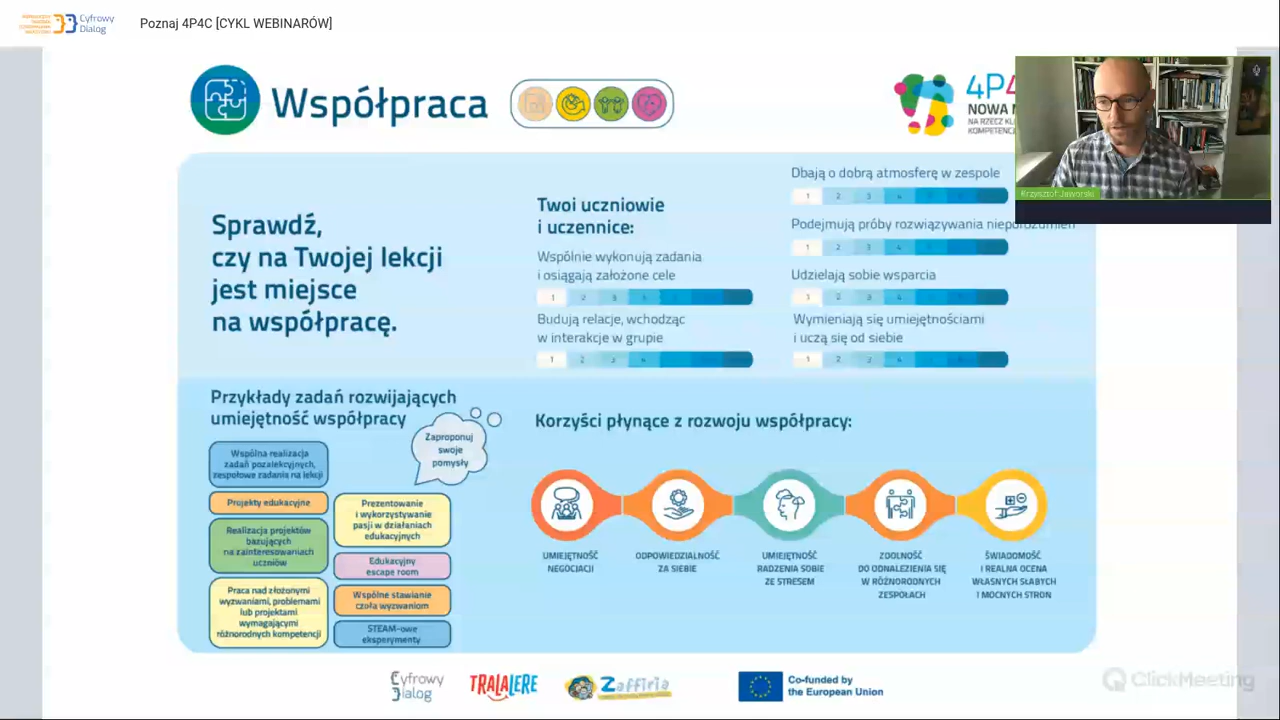 Cyfrowy
Dialog
Poznaj 4P4C [CYKL WEBINARÓW]
Współpraca
4P4
NOWA
NA RZECZ
KOMPETENC
Krzysztof Jaworski
Sprawdź,
czy na Twojej lekcji
jest miejsce
na współpracę.
Twoi uczniowie
i uczennice:
Wspólnie wykonują zadania
i osiągają założone cele
1 2 3 4
Budują relacje, wchodząc
w interakcje w grupie
1 2 3 4
Dbają o dobrą atmosferę w zespole
1 2 3 4
Podejmują próby rozwiązywania nieporozumień
1 2 3 4
Udzielają sobie wsparcia
1 2 3 4
Wymieniają się umiejętnościami
i uczą się od siebie
1 2 3 4
Przykłady zadań rozwijających
umiejętność współpracy
Zaproponuj
swoje
pomysły
Wspólna realizacja
zadań pozalekcyjnych,
zespołowe zadania na lekcji
Projekty edukacyjne
Realizacja projektów
bazujących
na zainteresowaniach
uczniów
Praca nad złożonymi
wyzwaniami, problemami
lub projektami
wymagającymi
różnorodnych kompetencji
Prezentowanie
i wykorzystywanie
pasji w działaniach
edukacyjnych
Edukacyjny
escape room
Wspólne stawianie
czoła wyzwaniom
STEAM-owe
eksperymenty
Korzyści płynące z rozwoju współpracy:
UMIEJĘTNOŚĆ
NEGOCJACJI
ODPOWIEDZIALNOŚĆ
ZA SIEBIE
UMIEJĘTNOŚĆ
RADZENIA SOBIE
ZE STRESEM
ZDOLNOŚĆ
DO ODNALEZIENIA SIĘ
W RÓŻNORODNYCH
ZESPOŁACH
ŚWIADOMOŚĆ
I REALNA OCENA
WŁASNYCH SŁABYCH
I MOCNYCH STRON
Cyfrowy
Dialog
TRALALERE
Zaffiria
Co-funded by
the European Union
ClickMeeting